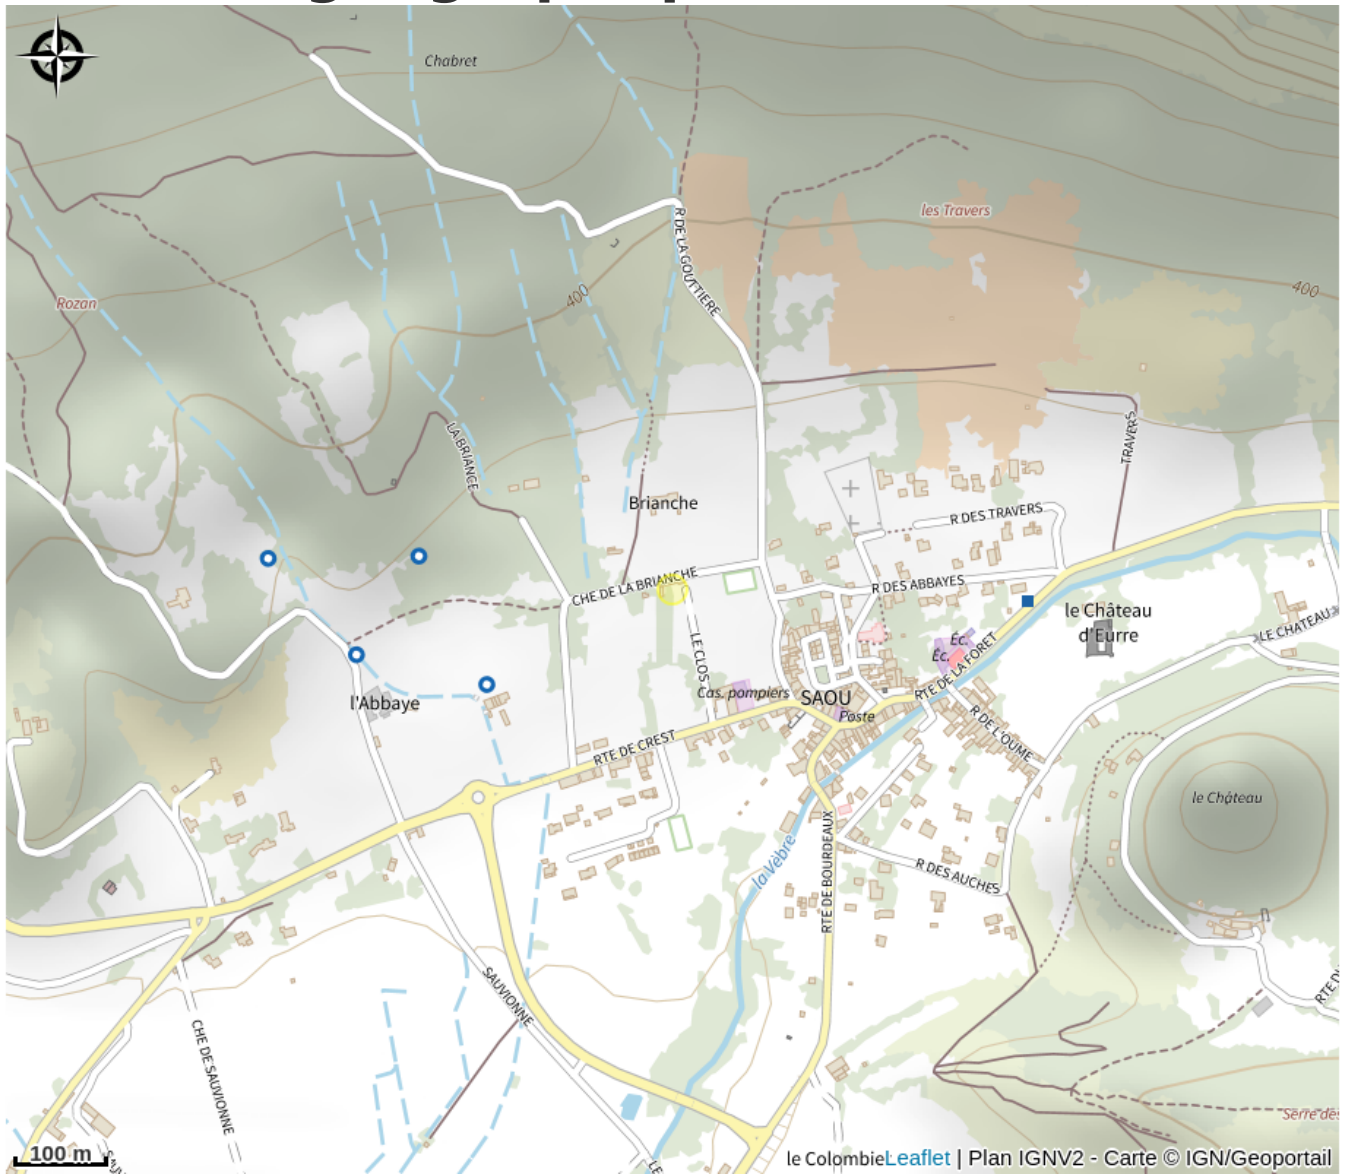 Chabret
les Travers
R DE LA GOUTTIERE
400
400
Rozan
TRAVERS
LA BRIANCE
Brianche
R DES TRAVERS
CHE DE LA BRIANCHE
R DES ABBAYES
le Château
d'Eurre
LE CHATEAU
Éc.
Éc.
LE CLOS
RTE DE LA FORET
Cas. pompiers
SAOU
l'Abbaye
Poste
R DE L'OUME
RTE DE CREST
le Château
la Vèbre
RTE DE BOURDEAUX
R DES AUCHES
SAUVIONNE
RTE D
CHE DE SAUVIONNE
Serre des
100 m
SAUV
LE
le Colombie
Leaflet | Plan IGNV2 - Carte © IGN/Geoportail